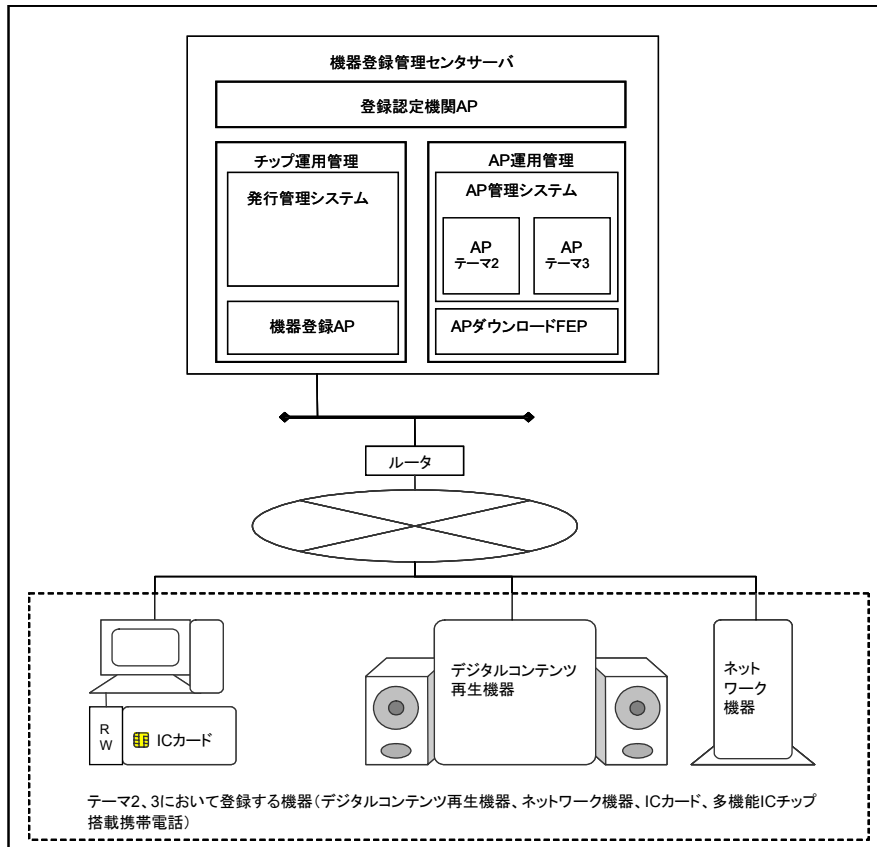 機器登録管理センタサーバ
登録認定機関AP
チップ運用管理
発行管理システム
機器登録AP
AP運用管理
AP管理システム
AP
テーマ2
AP
テーマ3
APダウンロードFEP
ルータ
R
W
ICカード
デジタルコンテンツ
再生機器
ネット
ワーク
機器
テーマ2、3において登録する機器(デジタルコンテンツ再生機器、ネットワーク機器、ICカード、多機能ICチップ
搭載携帯電話)